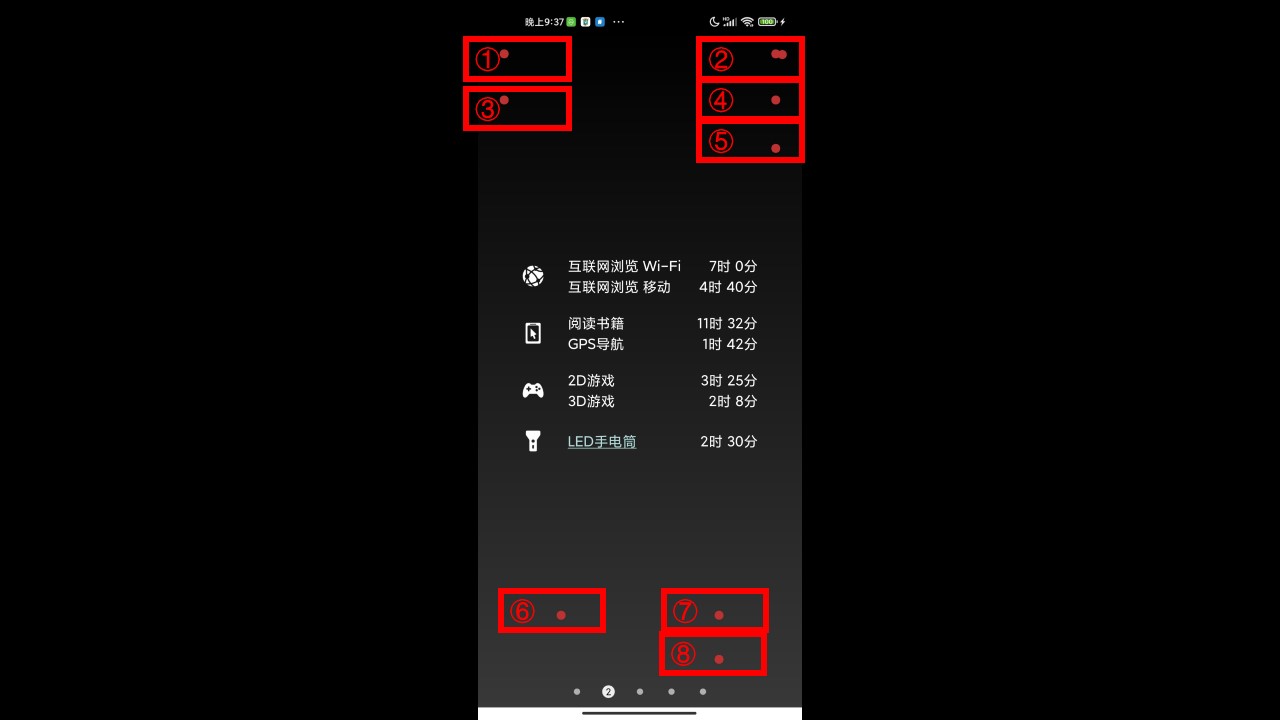 晚上9:37
100
①
②
③
④
⑤
互联网浏览 Wi-Fi 7时 0分
互联网浏览 移动 4时 40分
阅读书籍 11时 32分
GPS导航 1时 42分
2D游戏 3时 25分
3D游戏 2时 8分
LED手电筒 2时 30分
⑥
⑦
⑧
2